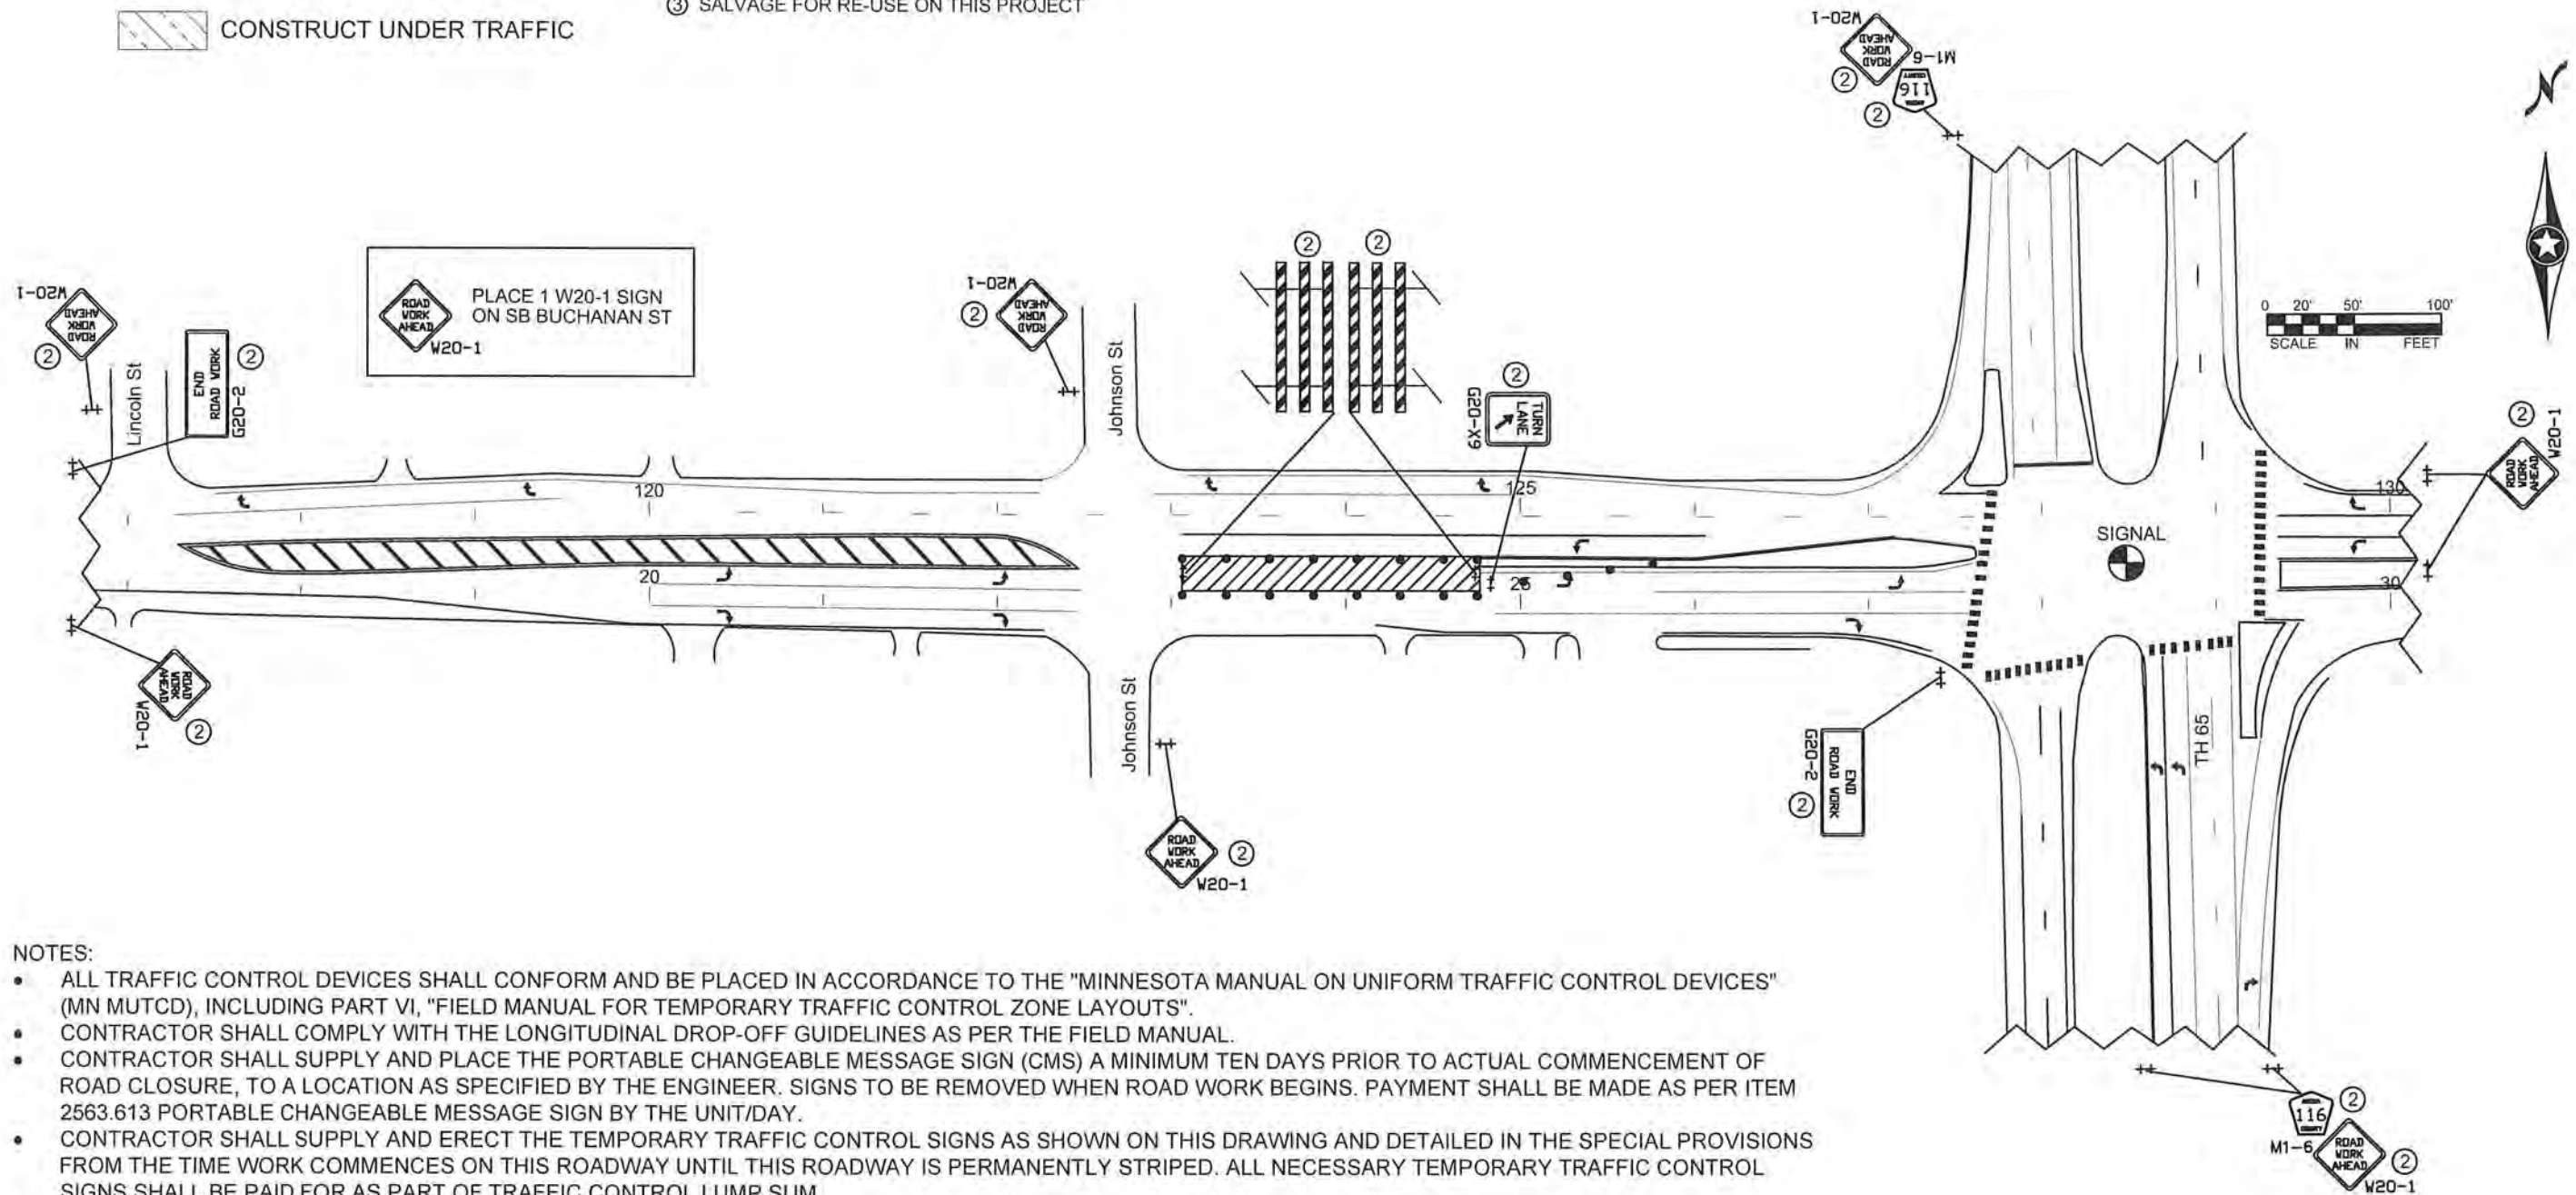 ③ SALVAGE FOR RE-USE ON THIS PROJECT
CONSTRUCT UNDER TRAFFIC
W20-1
ROAD
WORK
AHEAD
②
M1-6
116
COUNTY
②
N
0 20' 50' 100'
SCALE IN FEET
W20-1
ROAD
WORK
AHEAD
②
Lincoln St
END
ROAD WORK
②
G20-2
ROAD
WORK
AHEAD
W20-1
PLACE 1 W20-1 SIGN
ON SB BUCHANAN ST
W20-1
ROAD
WORK
AHEAD
②
Johnson St
② ②
②
TURN
LANE
G20-X9
②
W20-1
ROAD
WORK
AHEAD
120
125
130
SIGNAL
20
25
30
ROAD
WORK
AHEAD
W20-1
②
Johnson St
ROAD
WORK
AHEAD
②
W20-1
END
ROAD WORK
G20-2
②
TH 65
116
COUNTY
②
M1-6
ROAD
WORK
AHEAD
②
W20-1
NOTES:
• ALL TRAFFIC CONTROL DEVICES SHALL CONFORM AND BE PLACED IN ACCORDANCE TO THE "MINNESOTA MANUAL ON UNIFORM TRAFFIC CONTROL DEVICES"
(MN MUTCD), INCLUDING PART VI, "FIELD MANUAL FOR TEMPORARY TRAFFIC CONTROL ZONE LAYOUTS".
• CONTRACTOR SHALL COMPLY WITH THE LONGITUDINAL DROP-OFF GUIDELINES AS PER THE FIELD MANUAL.
• CONTRACTOR SHALL SUPPLY AND PLACE THE PORTABLE CHANGEABLE MESSAGE SIGN (CMS) A MINIMUM TEN DAYS PRIOR TO ACTUAL COMMENCEMENT OF
ROAD CLOSURE, TO A LOCATION AS SPECIFIED BY THE ENGINEER. SIGNS TO BE REMOVED WHEN ROAD WORK BEGINS. PAYMENT SHALL BE MADE AS PER ITEM
2563.613 PORTABLE CHANGEABLE MESSAGE SIGN BY THE UNIT/DAY.
• CONTRACTOR SHALL SUPPLY AND ERECT THE TEMPORARY TRAFFIC CONTROL SIGNS AS SHOWN ON THIS DRAWING AND DETAILED IN THE SPECIAL PROVISIONS
FROM THE TIME WORK COMMENCES ON THIS ROADWAY UNTIL THIS ROADWAY IS PERMANENTLY STRIPED. ALL NECESSARY TEMPORARY TRAFFIC CONTROL
SIGNS SHALL BE PAID FOR AS PART OF TRAFFIC CONTROL LUMP SUM